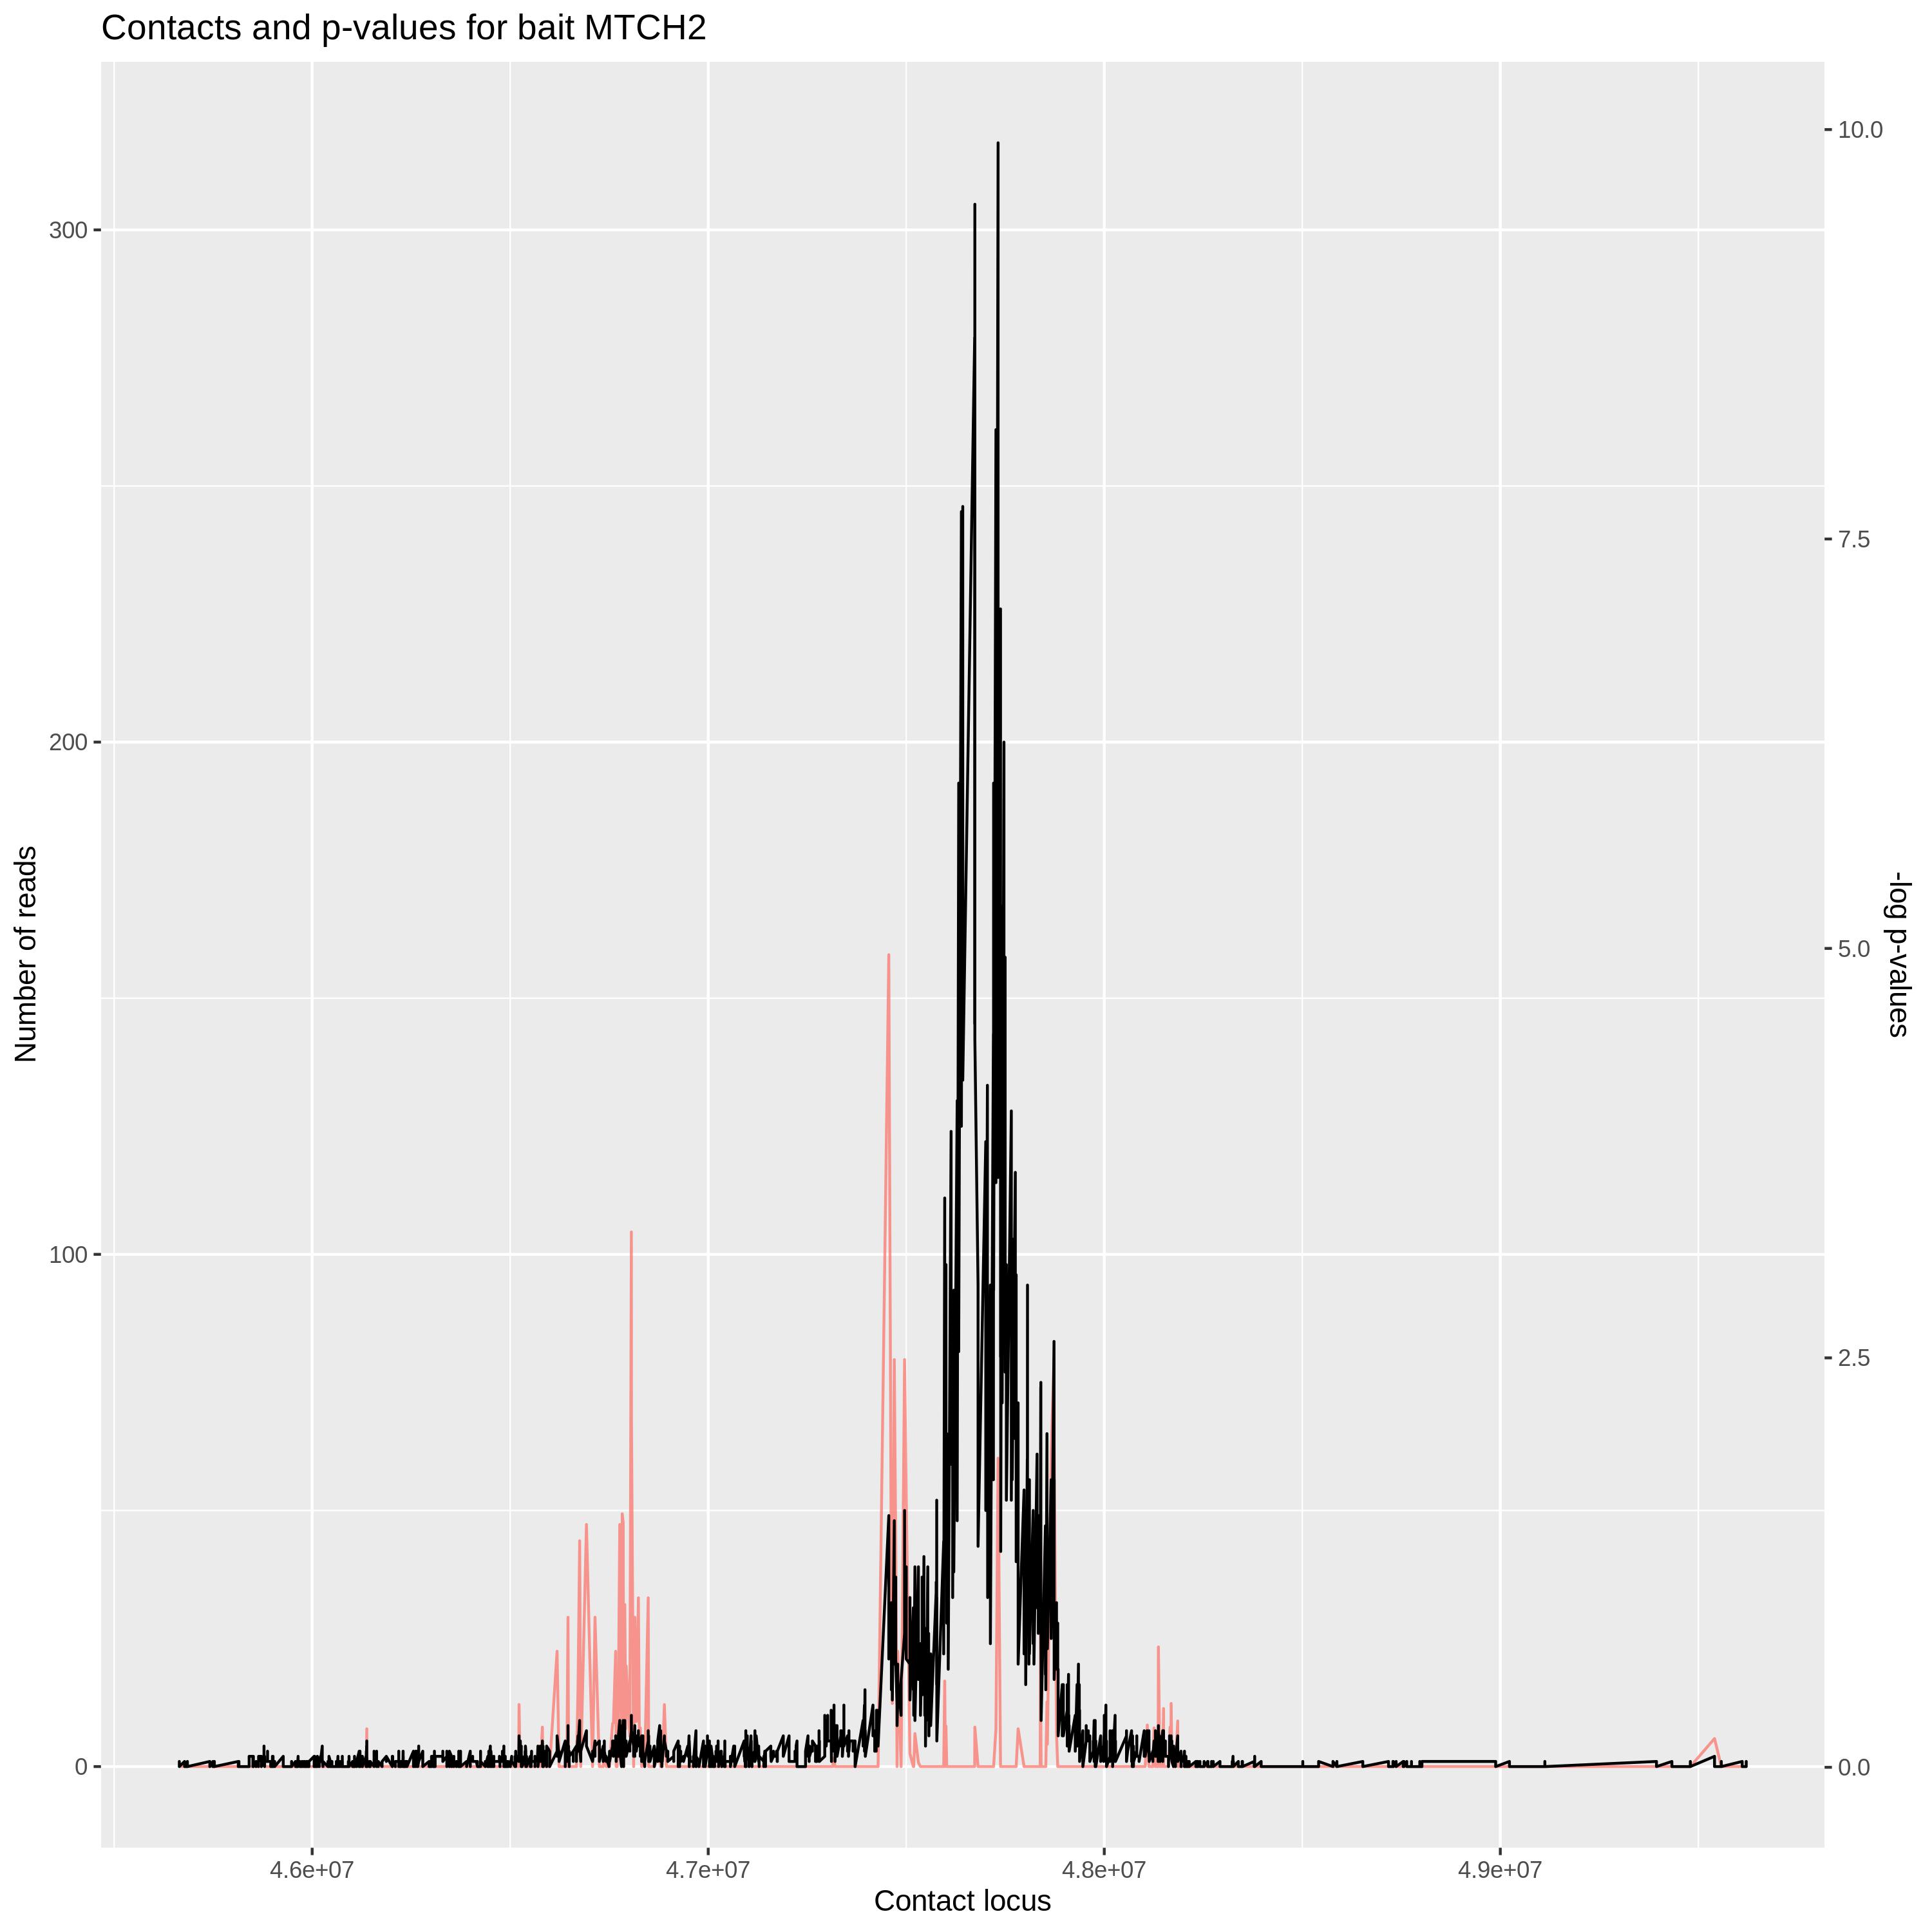 Contacts and p-values for bait MTCH2
Number of reads
300
200
100
0
10.0
7.5
5.0
2.5
0.0
-log p-values
4.6e+07
4.7e+07
4.8e+07
4.9e+07
Contact locus